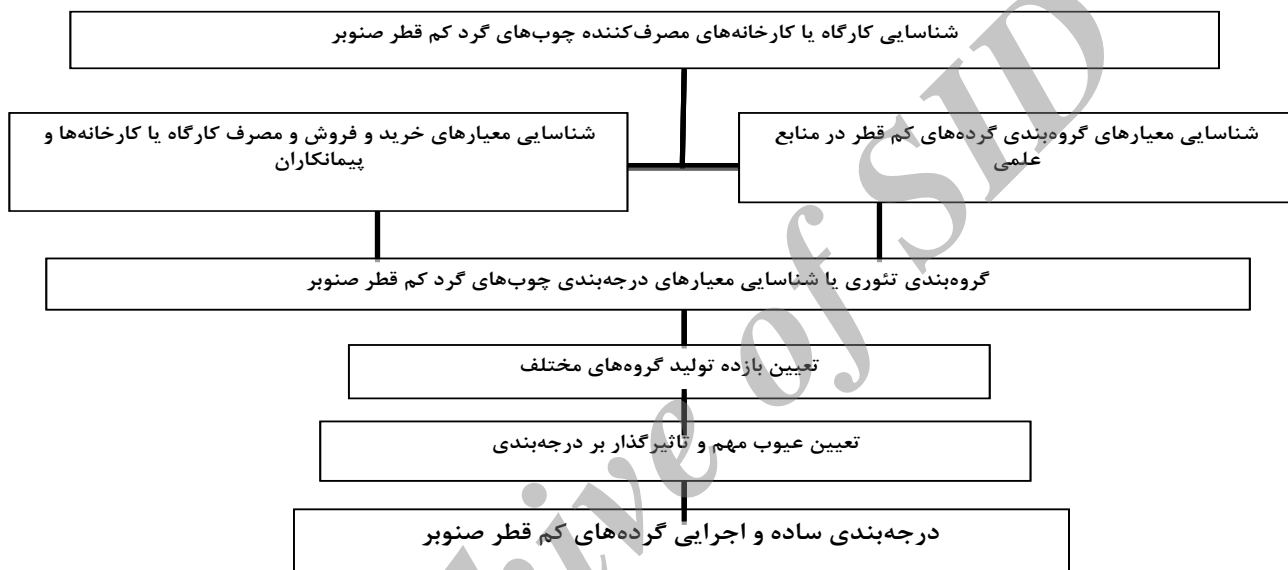 شناسایی کارگاه یا کارخانه‌های مصرف‌کننده چوب‌های گرد کم قطر صنوبر
شناسایی معیارهای گروه‌بندی گرده‌های کم قطر در منابع
علمی
شناسایی معیارهای خرید و فروش و مصرف کارگاه یا کارخانه‌ها و
پیمانکاران
گروه‌بندی تئوری یا شناسایی معیارهای درجه‌بندی چوب‌های گرد کم قطر صنوبر
تعیین بازده تولید گروه‌های مختلف
تعیین عیوب مهم و تاثیرگذار بر درجه‌بندی
درجه‌بندی ساده و اجرایی گرده‌های کم قطر صنوبر
hive of SID